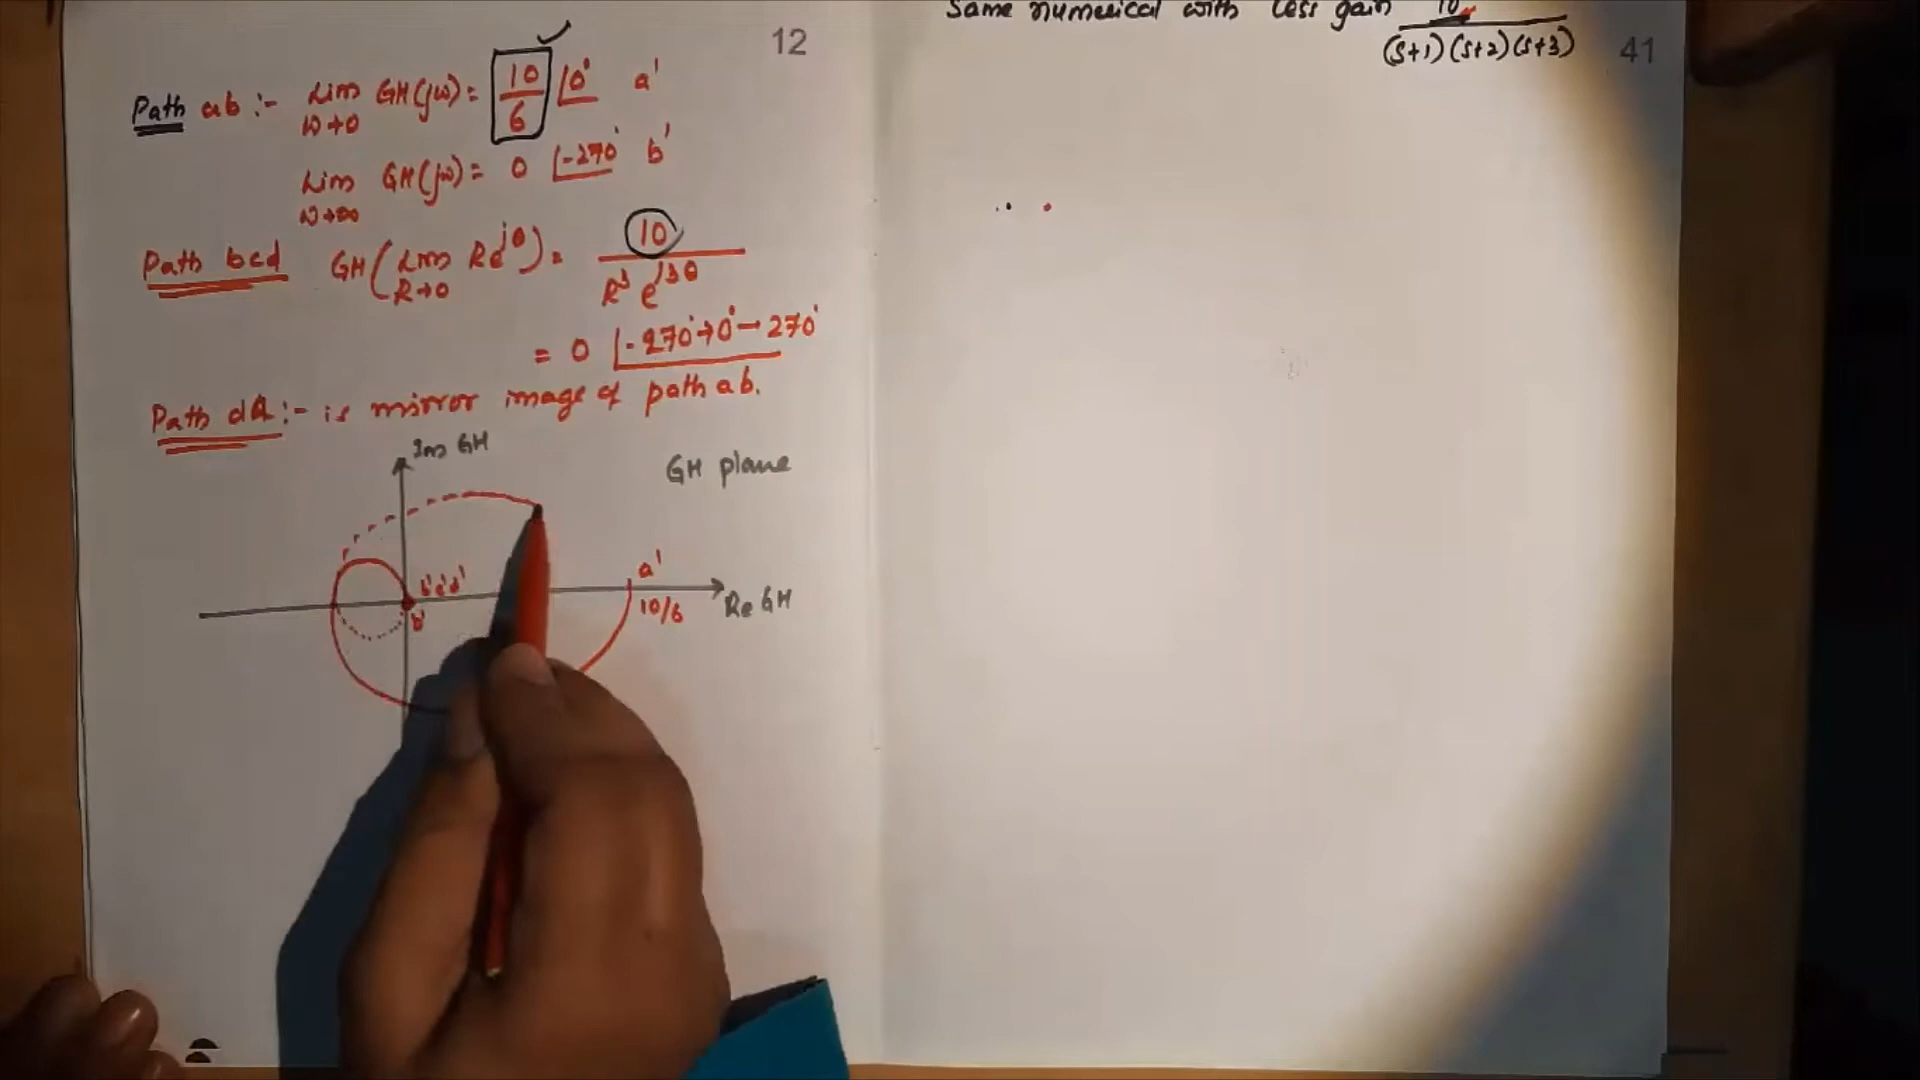 12
Path ab :- Lim GH(jω) = 10/6 ∠0° a'
ω→0
Lim GH(jω) = 0 ∠-270° b'
ω→∞
Path bcd GH(Lim Re^jθ) = 10/R³e^j3θ
R→0
= 0 ∠-270°→0°→270°
Path da :- is mirror image of path ab.
Im GH
GH plane
a'
b'c'd'
b'
10/6
Re GH
Same numerical with less gain 10/(s+1)(s+2)(s+3)
41